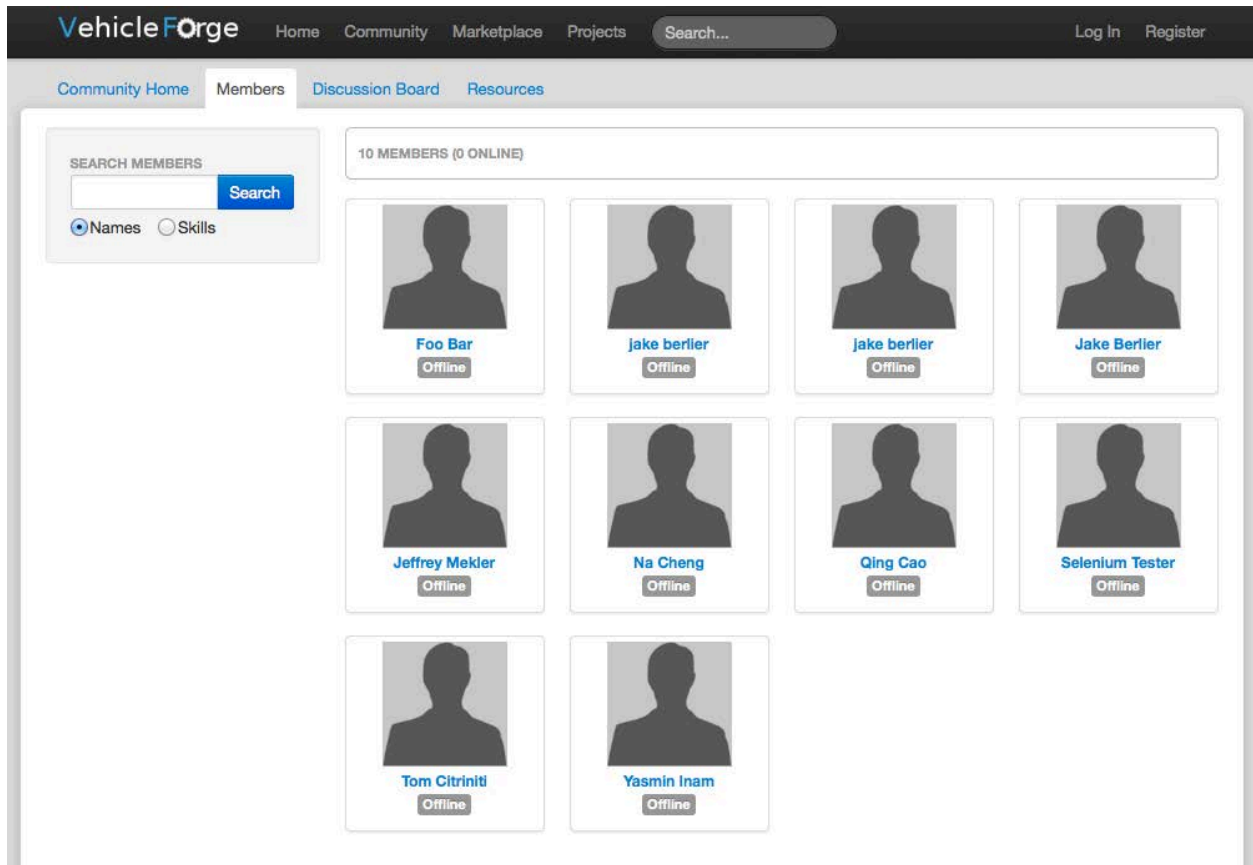 VehicleForge Home Community Marketplace Projects Search... Log In Register
Community Home Members Discussion Board Resources
SEARCH MEMBERS
Search
Names Skills
10 MEMBERS (0 ONLINE)
Foo Bar jake berlier jake berlier Jake Berlier
Offline Offline Offline Offline
Jeffrey Mekler Na Cheng Qing Cao Selenium Tester
Offline Offline Offline Offline
Tom Citriniti Yasmin Inam
Offline Offline